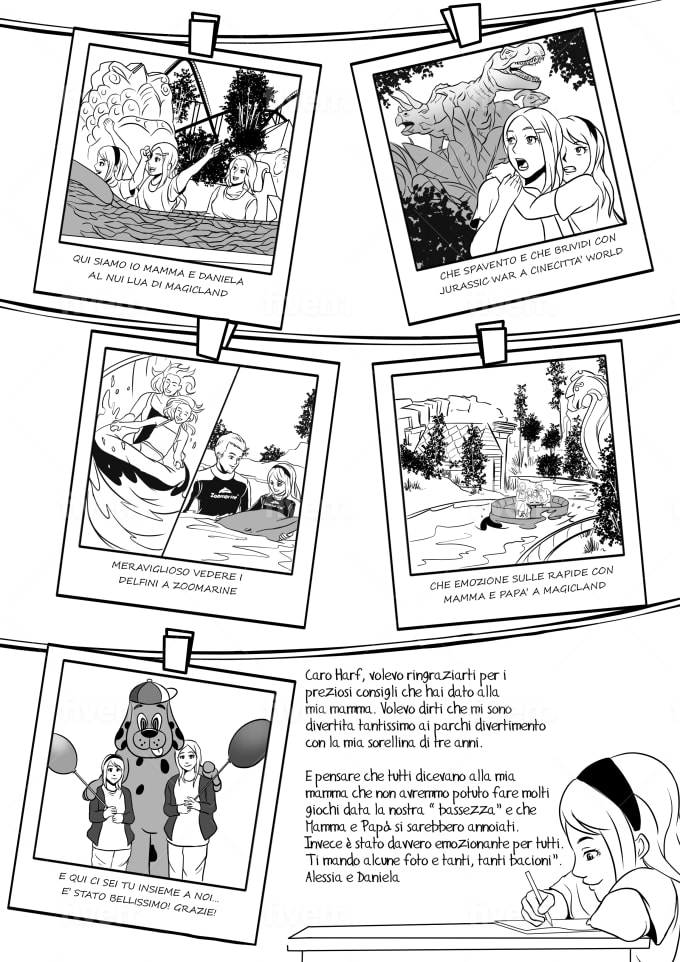 QUI SIAMO IO MAMMA E DANIELA
AL NUI LUA DI MAGICLAND
CHE SPAVENTO E CHE BRIVIDI CON
JURASSIC WAR A CINECITTA' WORLD
Zoomarine
MERAVIGLIOSO VEDERE I
DELFINI A ZOOMARINE
CHE EMOZIONE SULLE RAPIDE CON
MAMMA E PAPA' A MAGICLAND
E QUI CI SEI TU INSIEME A NOI...
E' STATO BELLISSIMO! GRAZIE!
Caro Harf, volevo ringraziarti per i
preziosi consigli che hai dato alla
mia mamma. Volevo dirti che mi sono
divertita tantissimo ai parchi divertimento
con la mia sorellina di tre anni.
E pensare che tutti dicevano alla mia
mamma che non avremmo potuto fare molti
giochi data la nostra " bassezza" e che
Mamma e Papà si sarebbero annoiati.
Invece è stato davvero emozionante per tutti.
Ti mando alcune foto e tanti, tanti bacioni".
Alessia e Daniela